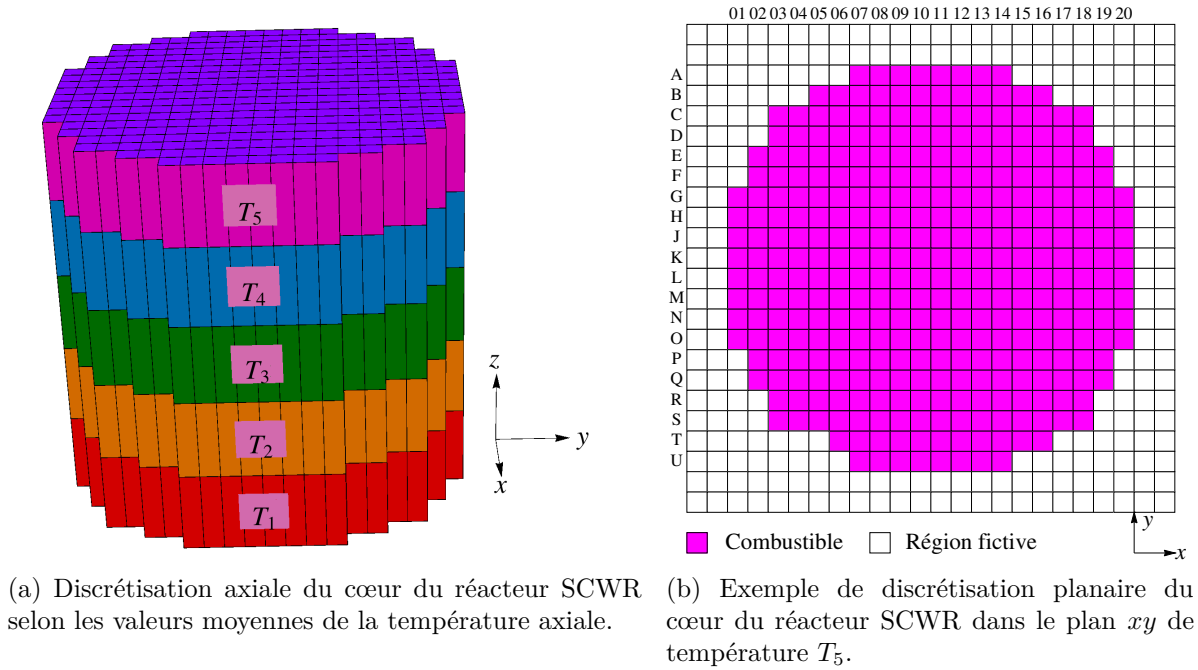 T₅
T₄
T₃
T₂
T₁
z
y
x
01 02 03 04 05 06 07 08 09 10 11 12 13 14 15 16 17 18 19 20
A
B
C
D
E
F
G
H
J
K
L
M
N
O
P
Q
R
S
T
U
y
x
Combustible
Région fictive
(a) Discrétisation axiale du cœur du réacteur SCWR
selon les valeurs moyennes de la température axiale.
(b) Exemple de discrétisation planaire du
cœur du réacteur SCWR dans le plan xy de
température T₅.